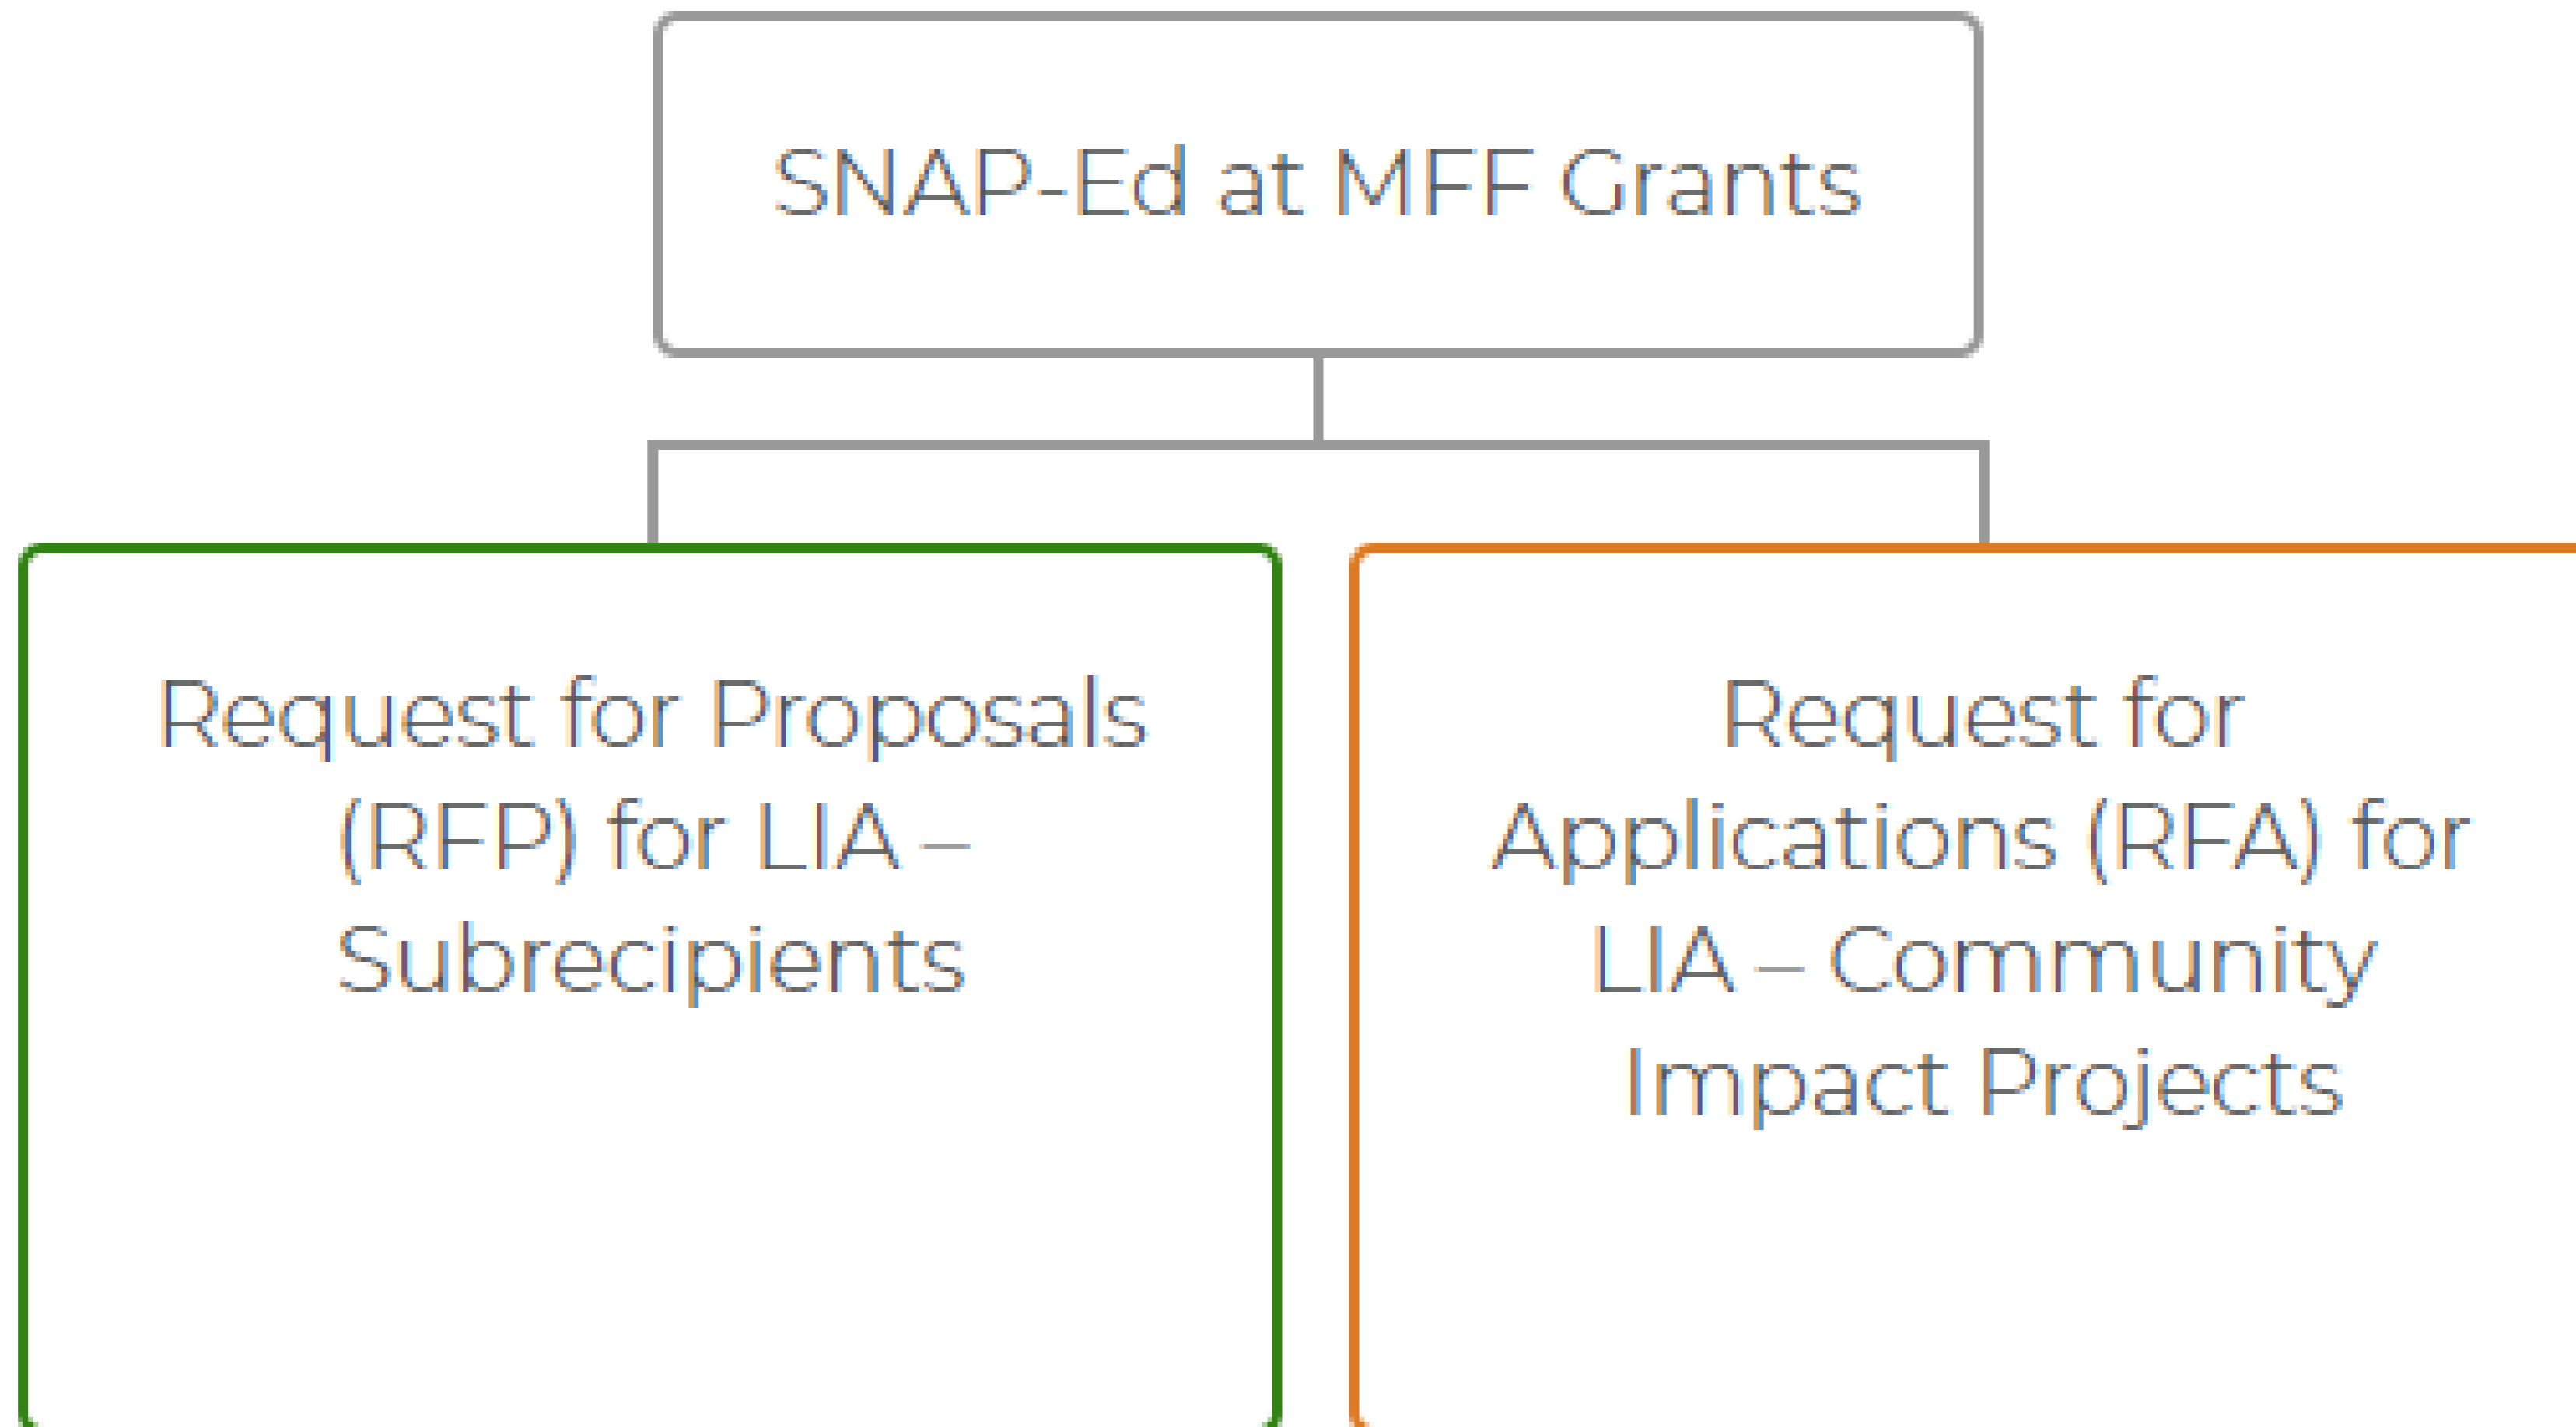 SNAP-Ed at MFF Grants
Request for Proposals
(RFP) for LIA –
Subrecipients
Request for
Applications (RFA) for
LIA – Community
Impact Projects